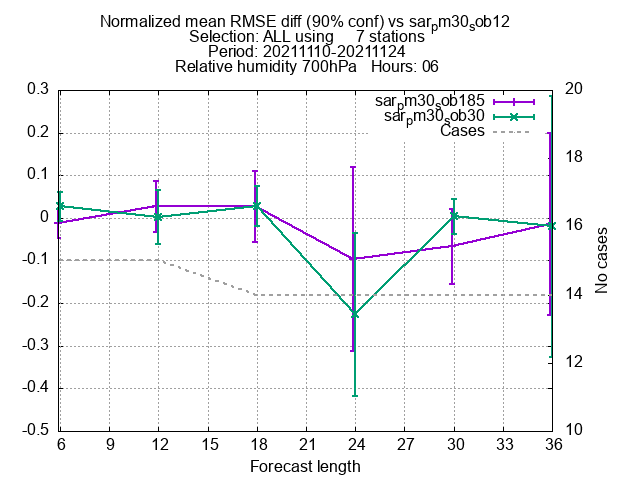 Normalized mean RMSE diff (90% conf) vs sarpm30sob12
Selection: ALL using 7 stations
Period: 20211110-20211124
Relative humidity 700hPa Hours: 06
sarpm30sob185
sarpm30sob30
Cases
0.3
0.2
0.1
0
-0.1
-0.2
-0.3
-0.4
-0.5
20
18
16
14
12
10
No cases
6 9 12 15 18 21 24 27 30 33 36
Forecast length